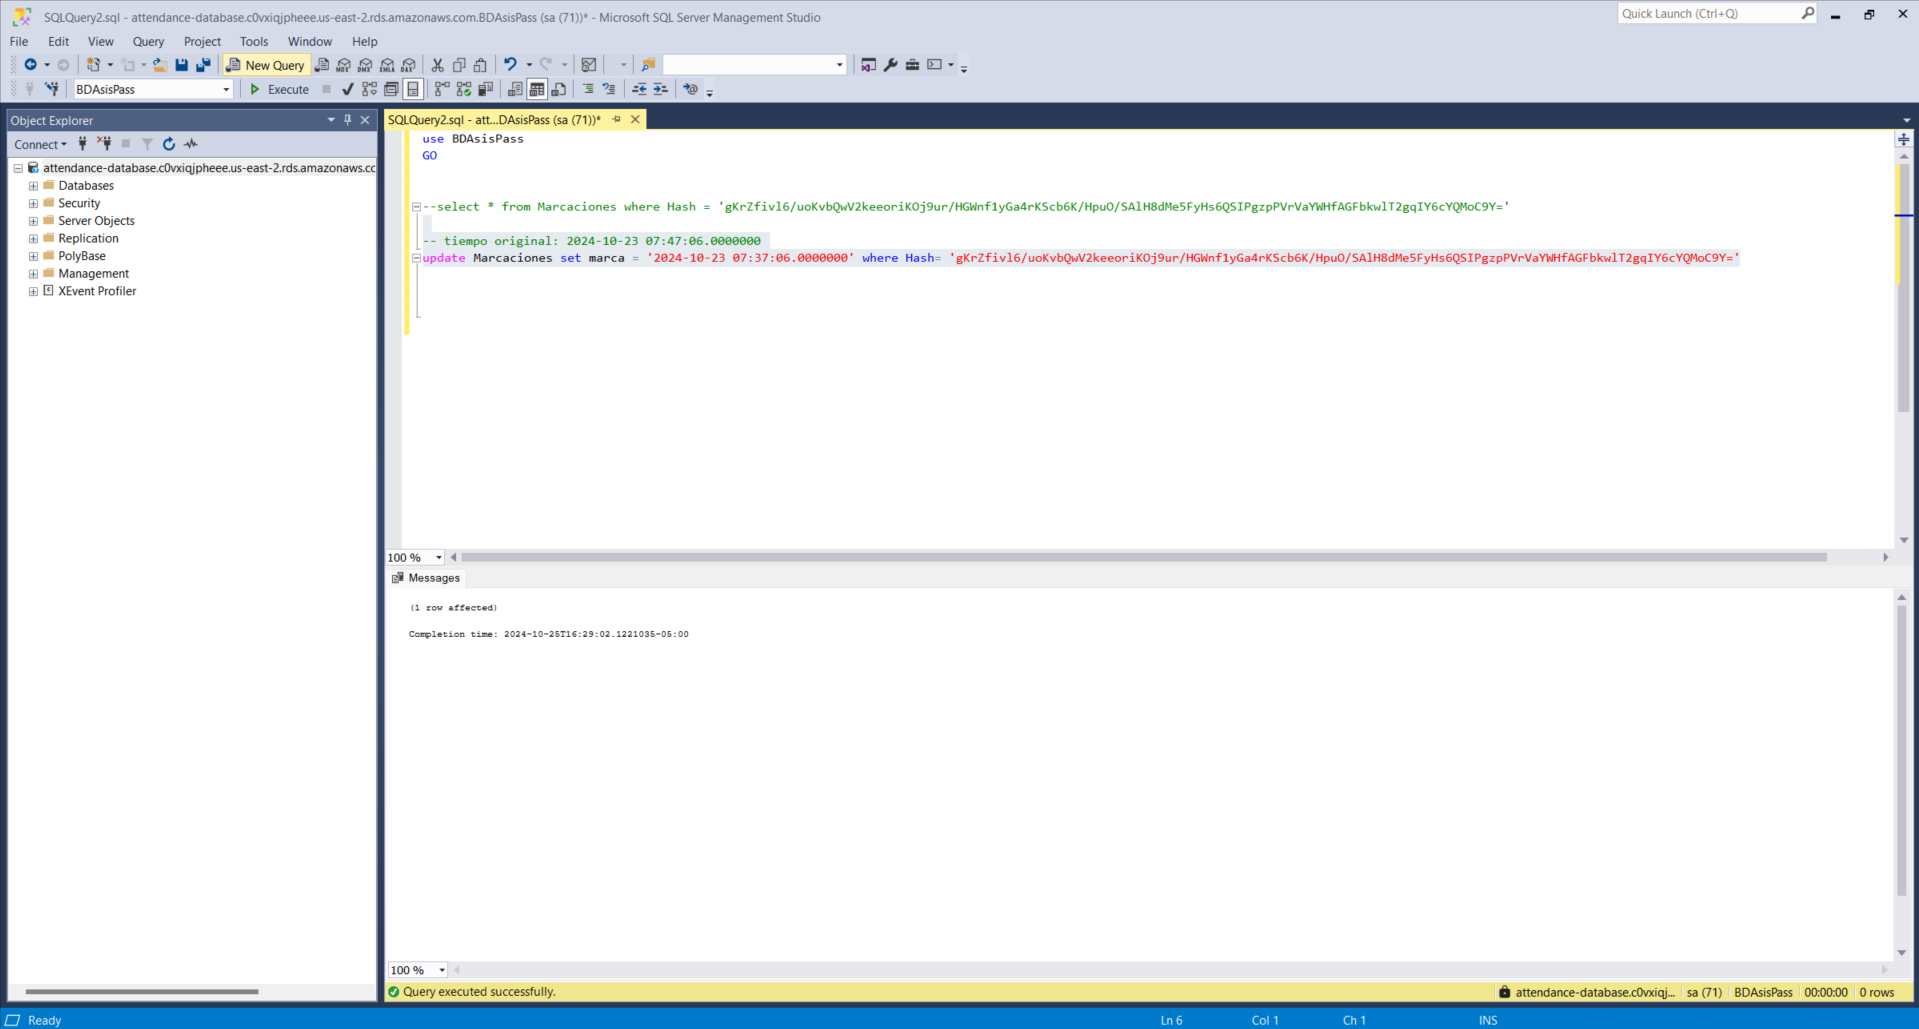 SQLQuery2.sql - attendance-database.c0vxiqjpheee.us-east-2.rds.amazonaws.com.BDAsisPass (sa (71))* - Microsoft SQL Server Management Studio
Quick Launch (Ctrl+Q)
File Edit View Query Project Tools Window Help
New Query MDX DMX XMLA DAX
BDAsisPass Execute
Object Explorer
Connect
attendance-database.c0vxiqjpheee.us-east-2.rds.amazonaws.cc
Databases
Security
Server Objects
Replication
PolyBase
Management
XEvent Profiler
SQLQuery2.sql - att...DAsisPass (sa (71))*
use BDAsisPass
GO
--select * from Marcaciones where Hash = 'gKrZfivl6/uoKvbQwV2keeoriKOj9ur/HGWnf1yGa4rKScb6K/HpuO/SAlH8dMe5FyHs6QSIPgzpPVrVaYWHfAGFbkwlT2gqIY6cYQMoC9Y='
-- tiempo original: 2024-10-23 07:47:06.0000000
update Marcaciones set marca = '2024-10-23 07:37:06.0000000' where Hash= 'gKrZfivl6/uoKvbQwV2keeoriKOj9ur/HGWnf1yGa4rKScb6K/HpuO/SAlH8dMe5FyHs6QSIPgzpPVrVaYWHfAGFbkwlT2gqIY6cYQMoC9Y='
100 %
Messages
(1 row affected)
Completion time: 2024-10-25T16:29:02.1221035-05:00
100 %
Query executed successfully.
attendance-database.c0vxiqj... sa (71) BDAsisPass 00:00:00 0 rows
Ready Ln 6 Col 1 Ch 1 INS